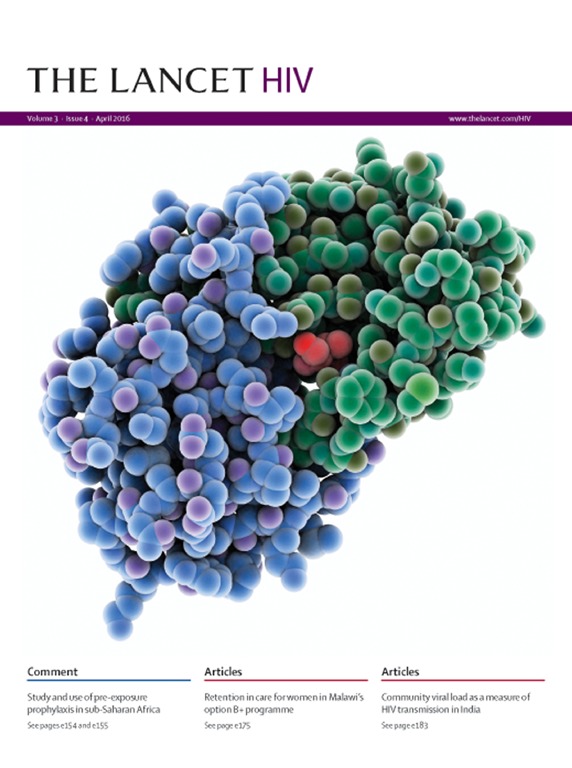 THE LANCET HIV
Volume 3 · Issue 4 · April 2016
www.thelancet.com/HIV
Comment
Study and use of pre-exposure
prophylaxis in sub-Saharan Africa
See pages e154 and e155
Articles
Retention in care for women in Malawi's
option B+ programme
See page e175
Articles
Community viral load as a measure of
HIV transmission in India
See page e183